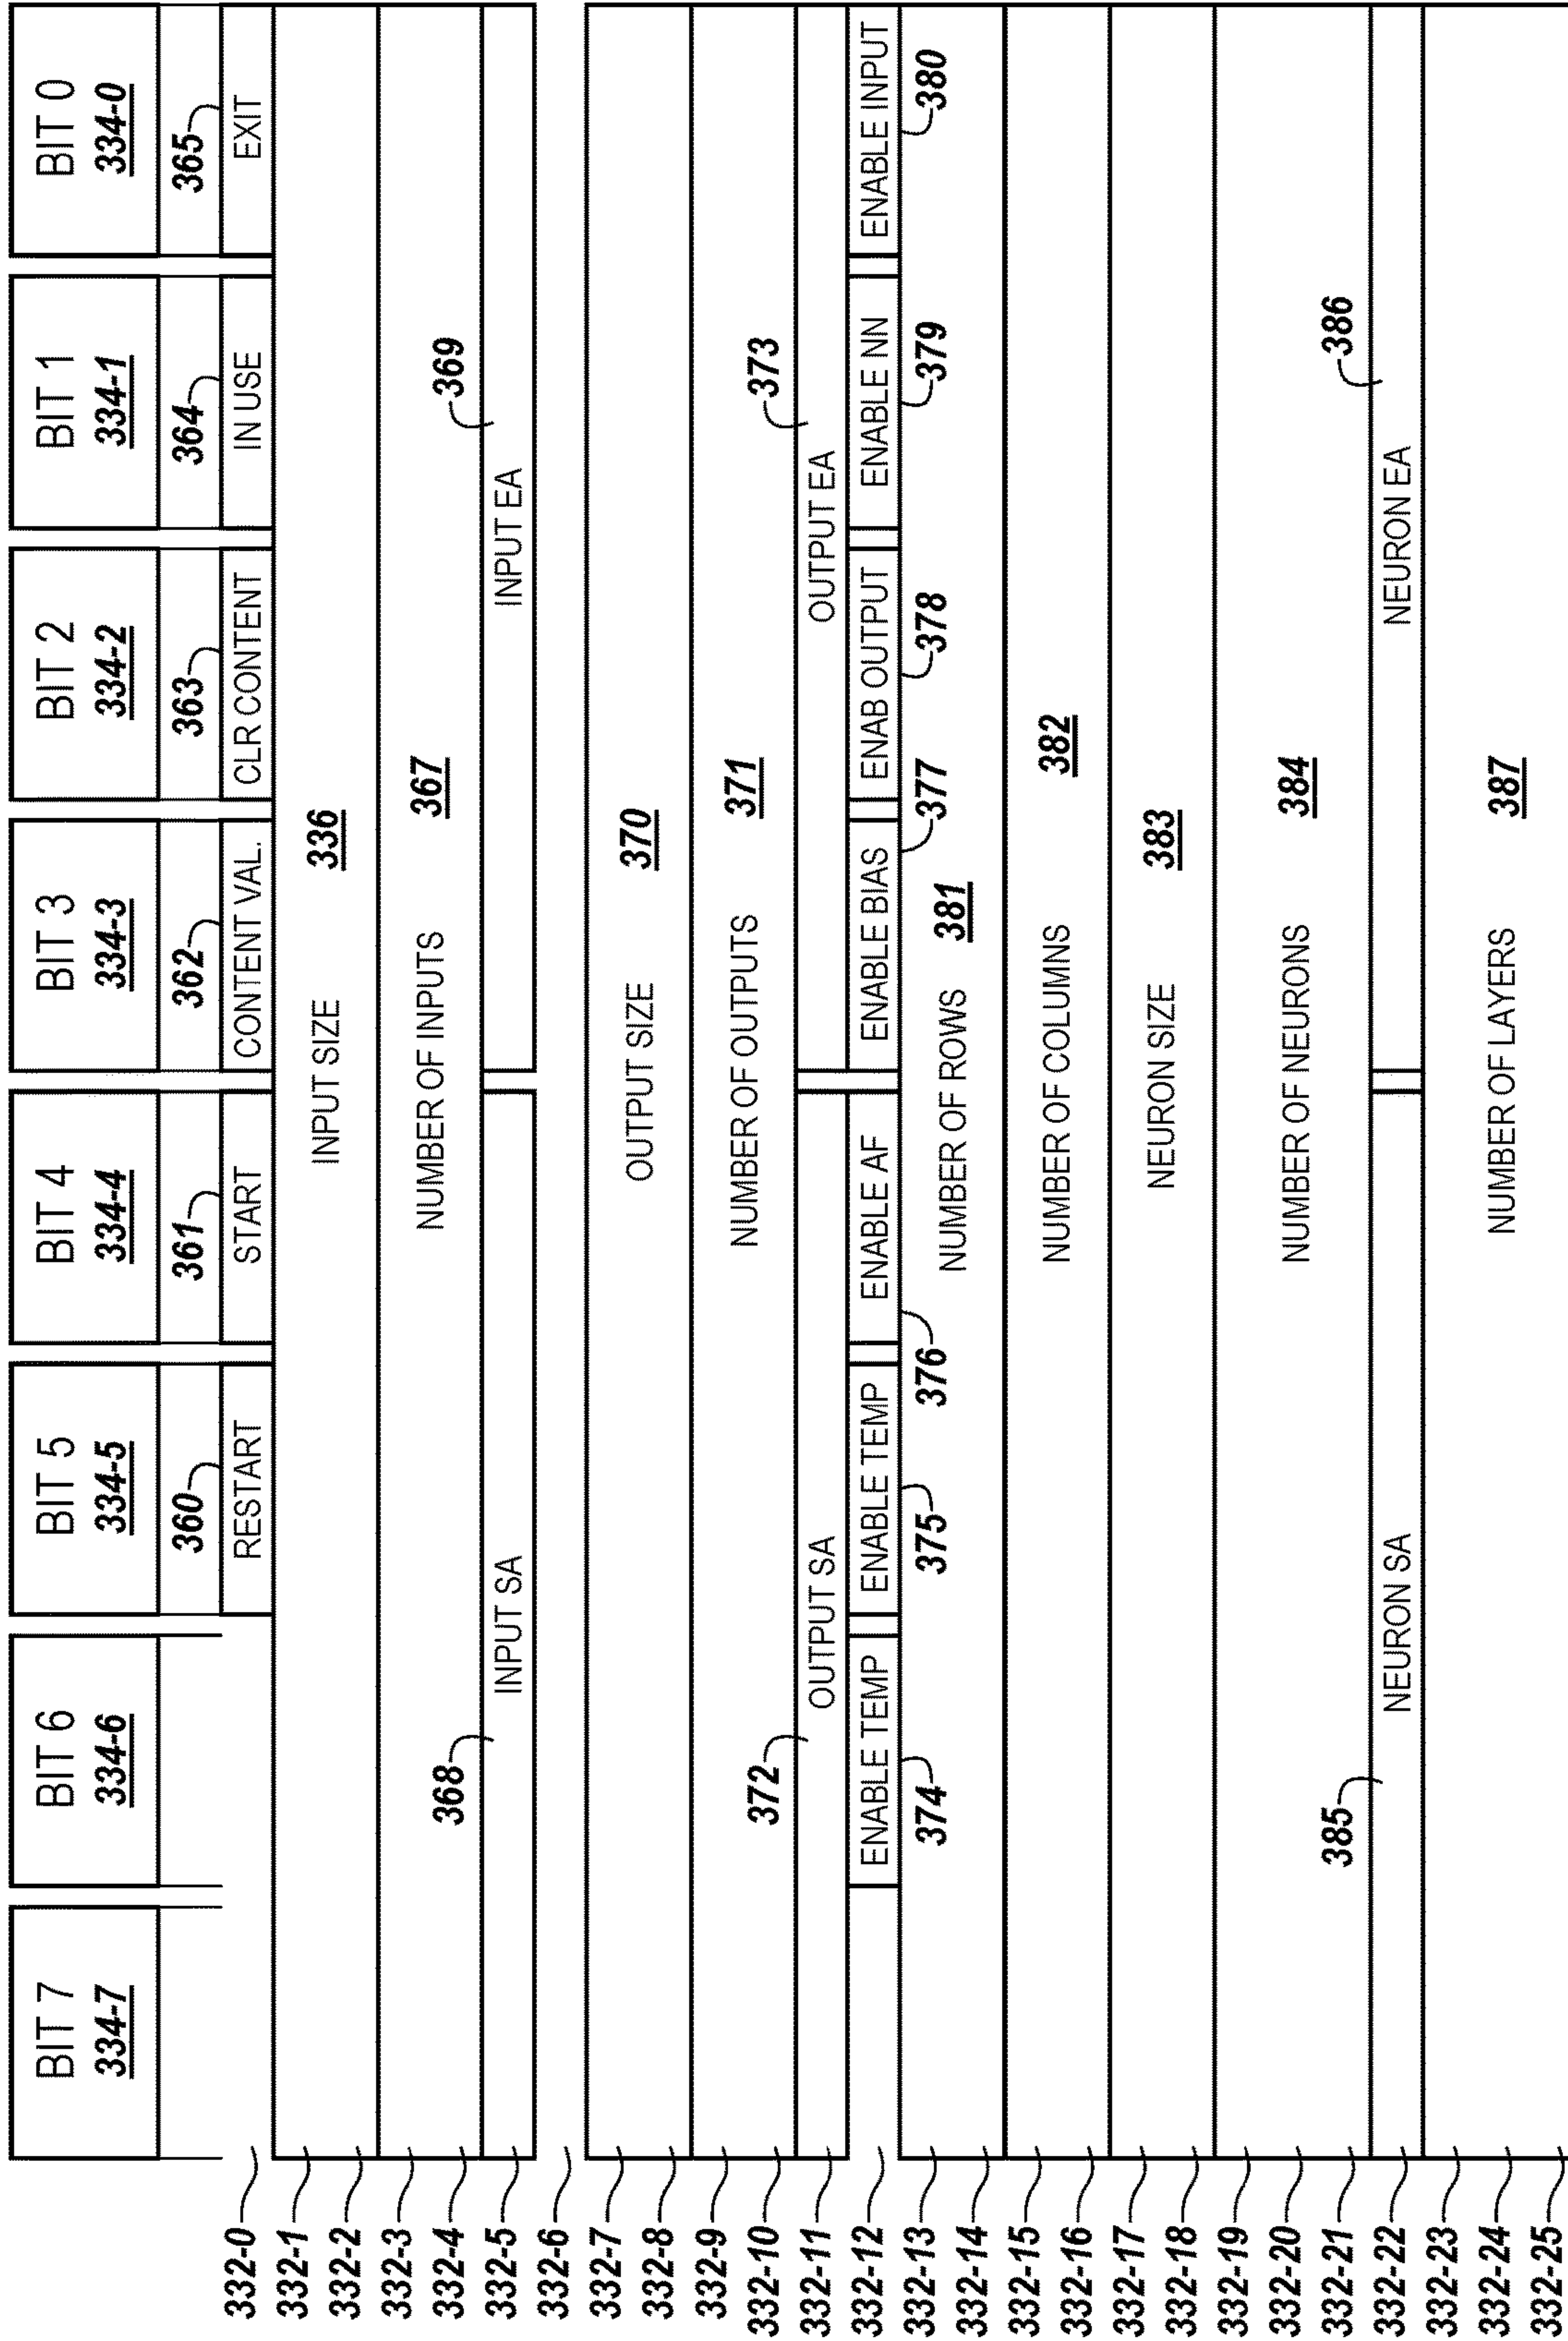 BIT 7 BIT 6 BIT 5 BIT 4 BIT 3 BIT 2 BIT 1 BIT 0
334-7 334-6 334-5 334-4 334-3 334-2 334-1 334-0
360 361 362 363 364 365
332-0 RESTART START CONTENT VAL. CLR CONTENT IN USE EXIT
332-1
INPUT SIZE 336
332-2
332-3
NUMBER OF INPUTS 367
332-4 368 369
332-5 INPUT SA INPUT EA
332-6
332-7
OUTPUT SIZE 370
332-8
332-9
NUMBER OF OUTPUTS 371
332-10 372 373
332-11 OUTPUT SA OUTPUT EA
332-12 ENABLE TEMP ENABLE TEMP ENABLE AF ENABLE BIAS ENAB OUTPUT ENABLE NN ENABLE INPUT
332-13 374 375 376 377 378 379 380
NUMBER OF ROWS 381
332-14
332-15
NUMBER OF COLUMNS 382
332-16
332-17
NEURON SIZE 383
332-18
332-19
332-20 NUMBER OF NEURONS 384
332-21 385 386
332-22 NEURON SA NEURON EA
332-23
332-24 NUMBER OF LAYERS 387
332-25